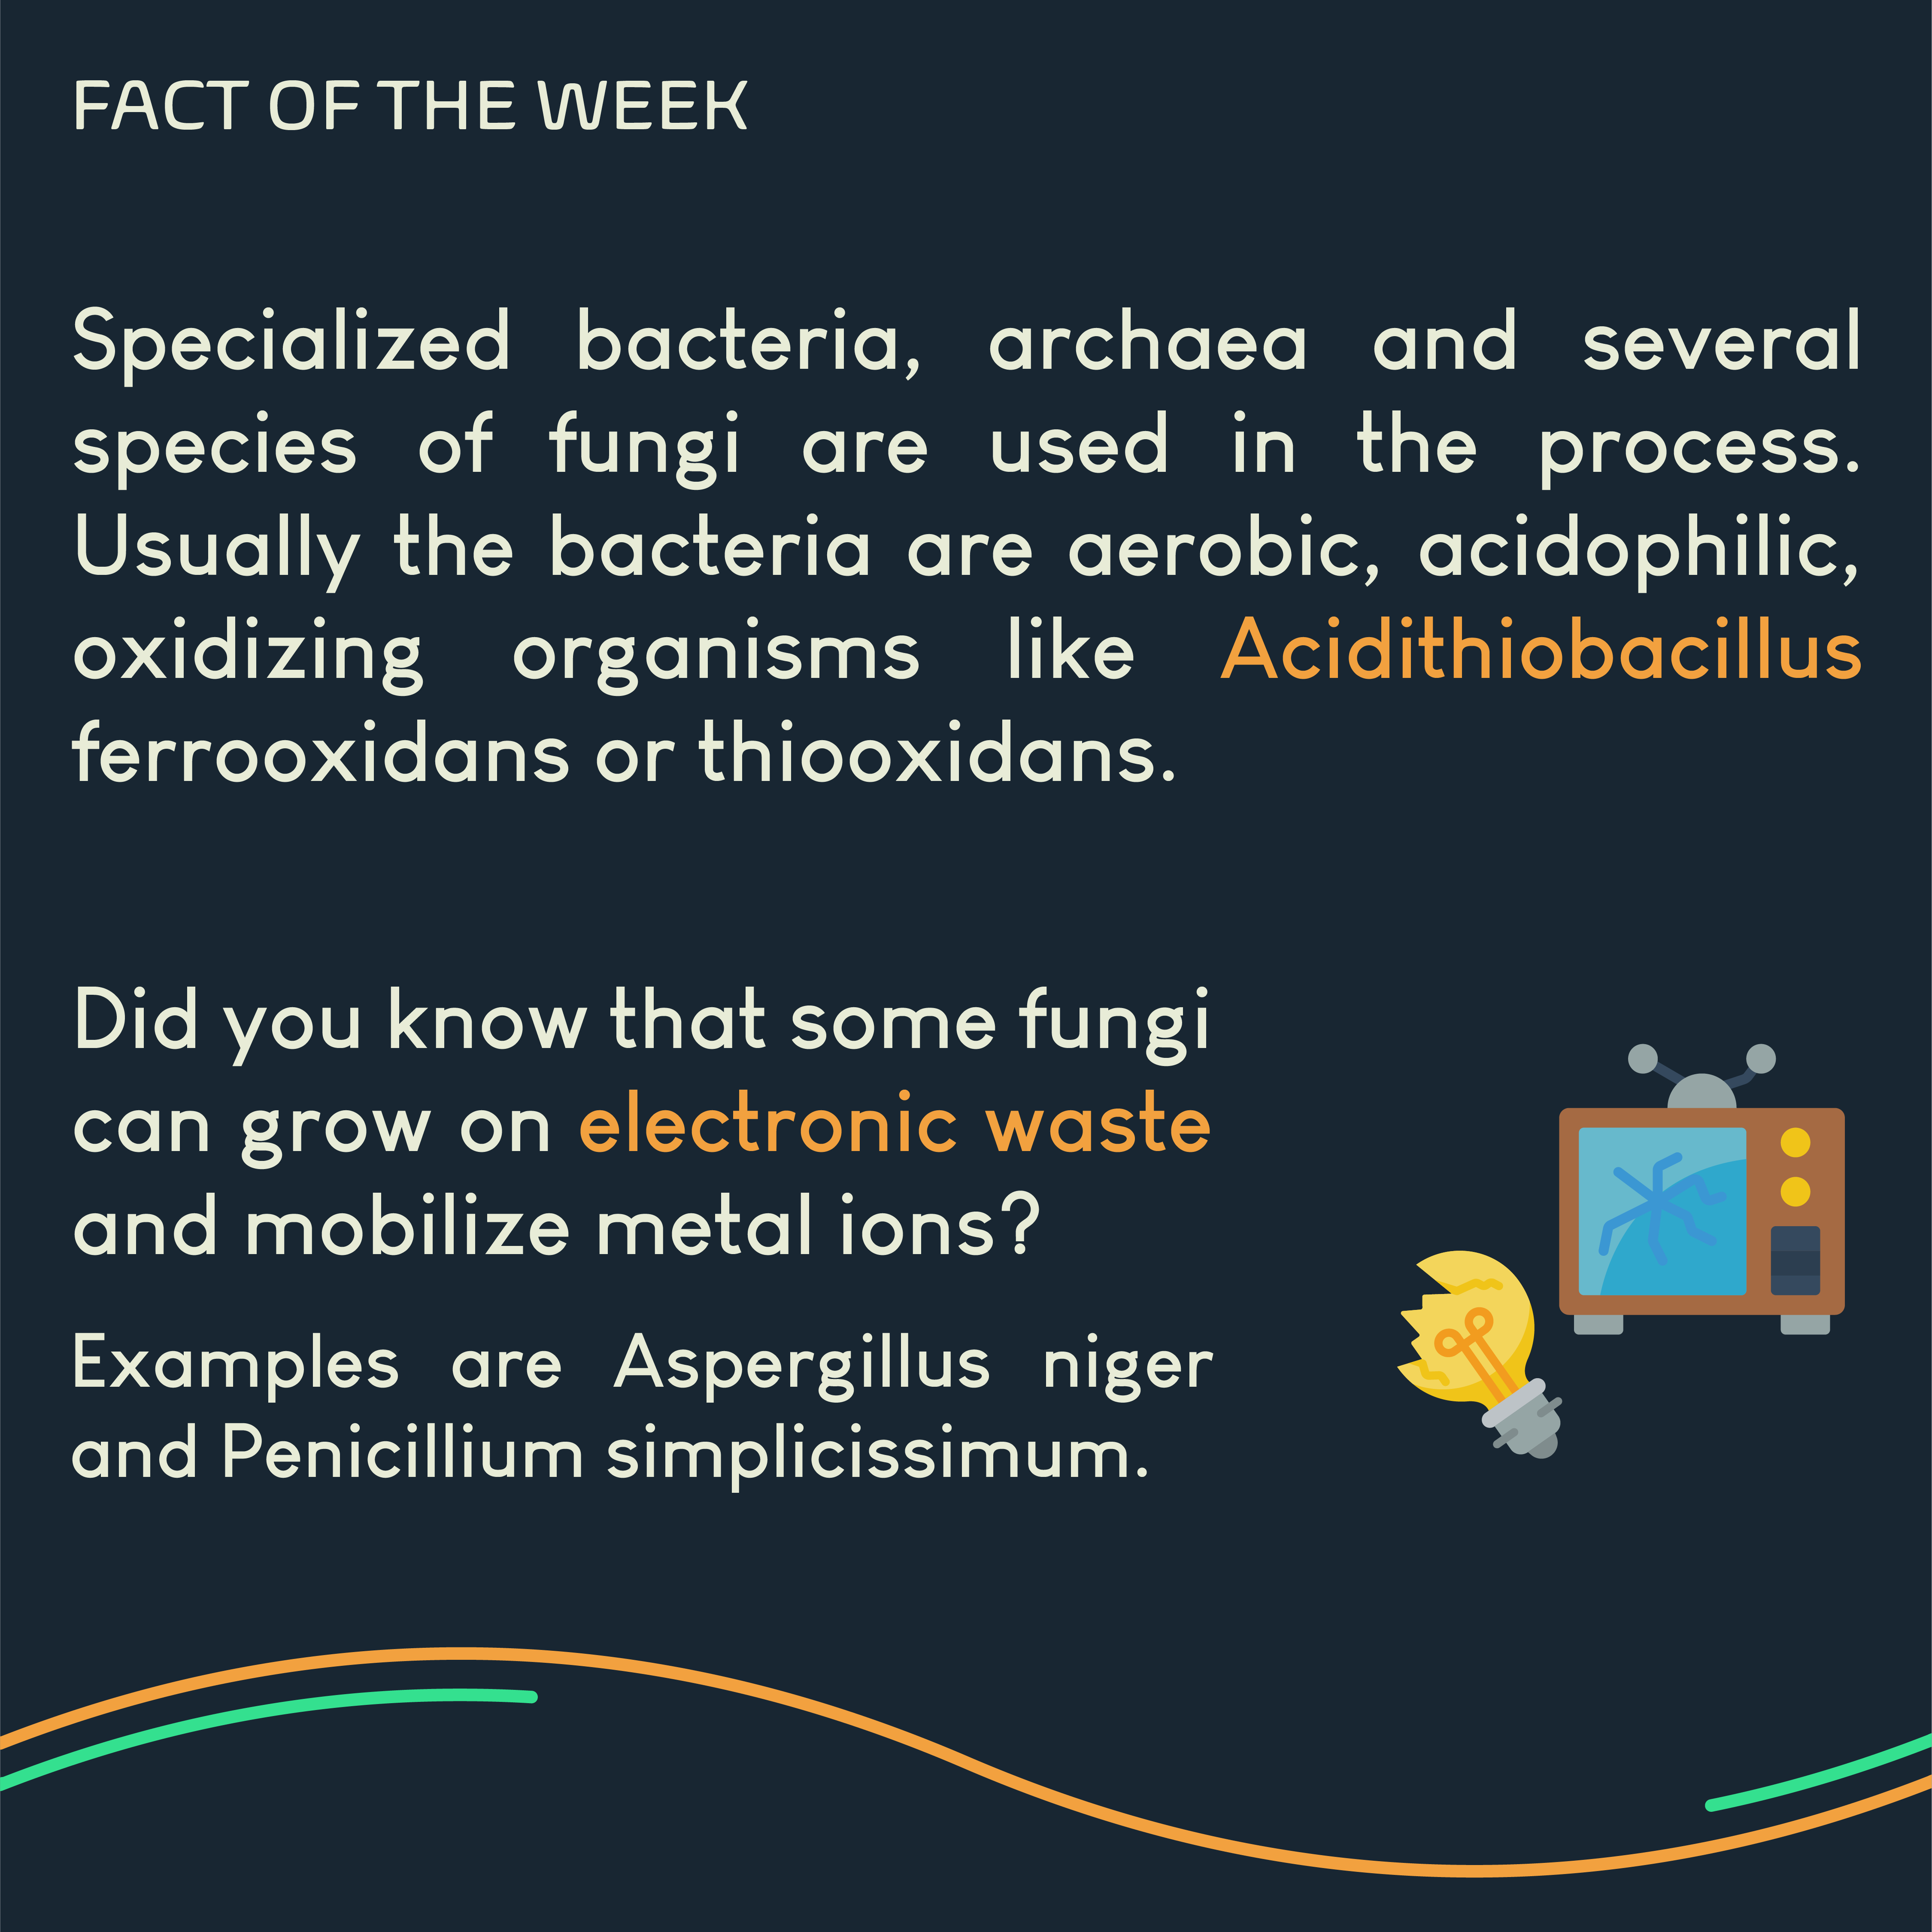 FACT OF THE WEEK
Specialized bacteria, archaea and several
species of fungi are used in the process.
Usually the bacteria are aerobic, acidophilic,
oxidizing organisms like Acidithiobacillus
ferrooxidans or thiooxidans.
Did you know that some fungi
can grow on electronic waste
and mobilize metal ions?
Examples are Aspergillus niger
and Penicillium simplicissimum.